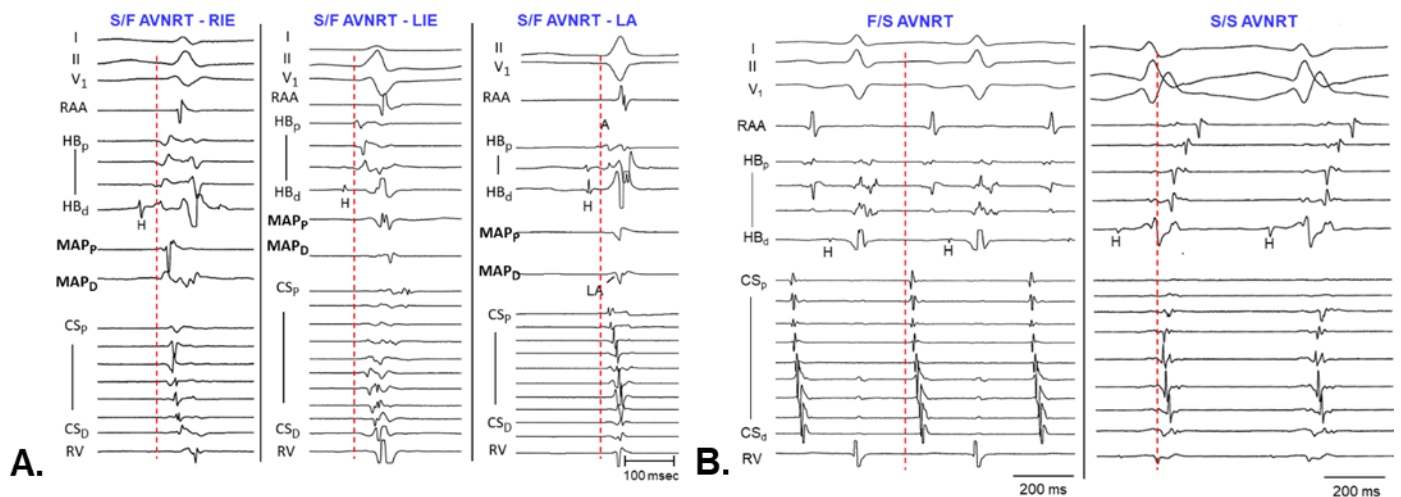 S/F AVNRT - RIE
I
II
V1
RAA
HBP
HBd
H
MAPP
MAPD
CSP
CSD
RV
A.
S/F AVNRT - LIE
I
II
V1
RAA
HBp
HBd
H
MAPP
MAPD
CSP
CSD
RV
S/F AVNRT - LA
II
V1
RAA
A
HBp
HBd
H
MAPP
MAPD
LA
CSP
CSD
RV
100 msec
B.
F/S AVNRT
I
II
V1
RAA
HBp
HBd
H
H
CSp
CSd
RV
200 ms
S/S AVNRT
H
H
200 ms